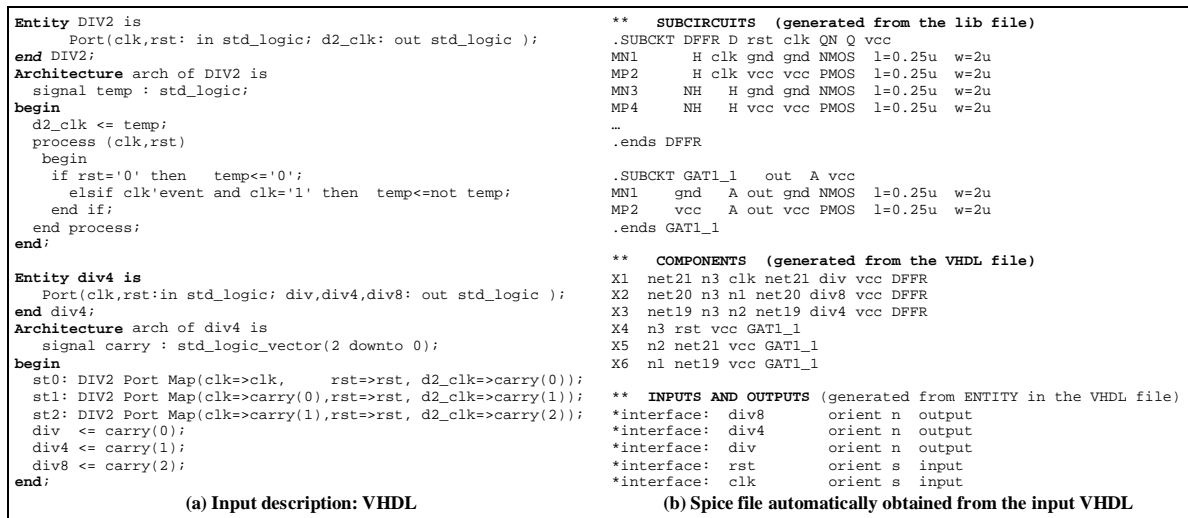 Entity DIV2 is
Port(clk,rst: in std_logic; d2_clk: out std_logic );
end DIV2;
Architecture arch of DIV2 is
signal temp : std_logic;
begin
d2_clk <= temp;
process (clk,rst)
begin
if rst='0' then temp<='0';
elsif clk'event and clk='1' then temp<=not temp;
end if;
end process;
end;
Entity div4 is
Port(clk,rst:in std_logic; div,div4,div8: out std_logic );
end div4;
Architecture arch of div4 is
signal carry : std_logic_vector(2 downto 0);
begin
st0: DIV2 Port Map(clk=>clk, rst=>rst, d2_clk=>carry(0));
st1: DIV2 Port Map(clk=>carry(0),rst=>rst, d2_clk=>carry(1));
st2: DIV2 Port Map(clk=>carry(1),rst=>rst, d2_clk=>carry(2));
div <= carry(0);
div4 <= carry(1);
div8 <= carry(2);
end;
(a) Input description: VHDL
** SUBCIRCUITS (generated from the lib file)
.SUBCKT DFFR D rst clk QN Q vcc
MN1 H clk gnd gnd NMOS l=0.25u w=2u
MP2 H clk vcc vcc PMOS l=0.25u w=2u
MN3 NH H gnd gnd NMOS l=0.25u w=2u
MP4 NH H vcc vcc PMOS l=0.25u w=2u
…
.ends DFFR
.SUBCKT GAT1_1 out A vcc
MN1 gnd A out gnd NMOS l=0.25u w=2u
MP2 vcc A out vcc PMOS l=0.25u w=2u
.ends GAT1_1
** COMPONENTS (generated from the VHDL file)
X1 net21 n3 clk net21 div vcc DFFR
X2 net20 n3 n1 net20 div8 vcc DFFR
X3 net19 n3 n2 net19 div4 vcc DFFR
X4 n3 rst vcc GAT1_1
X5 n2 net21 vcc GAT1_1
X6 n1 net19 vcc GAT1_1
** INPUTS AND OUTPUTS (generated from ENTITY in the VHDL file)
*interface: div8 orient n output
*interface: div4 orient n output
*interface: div orient n output
*interface: rst orient s input
*interface: clk orient s input
(b) Spice file automatically obtained from the input VHDL